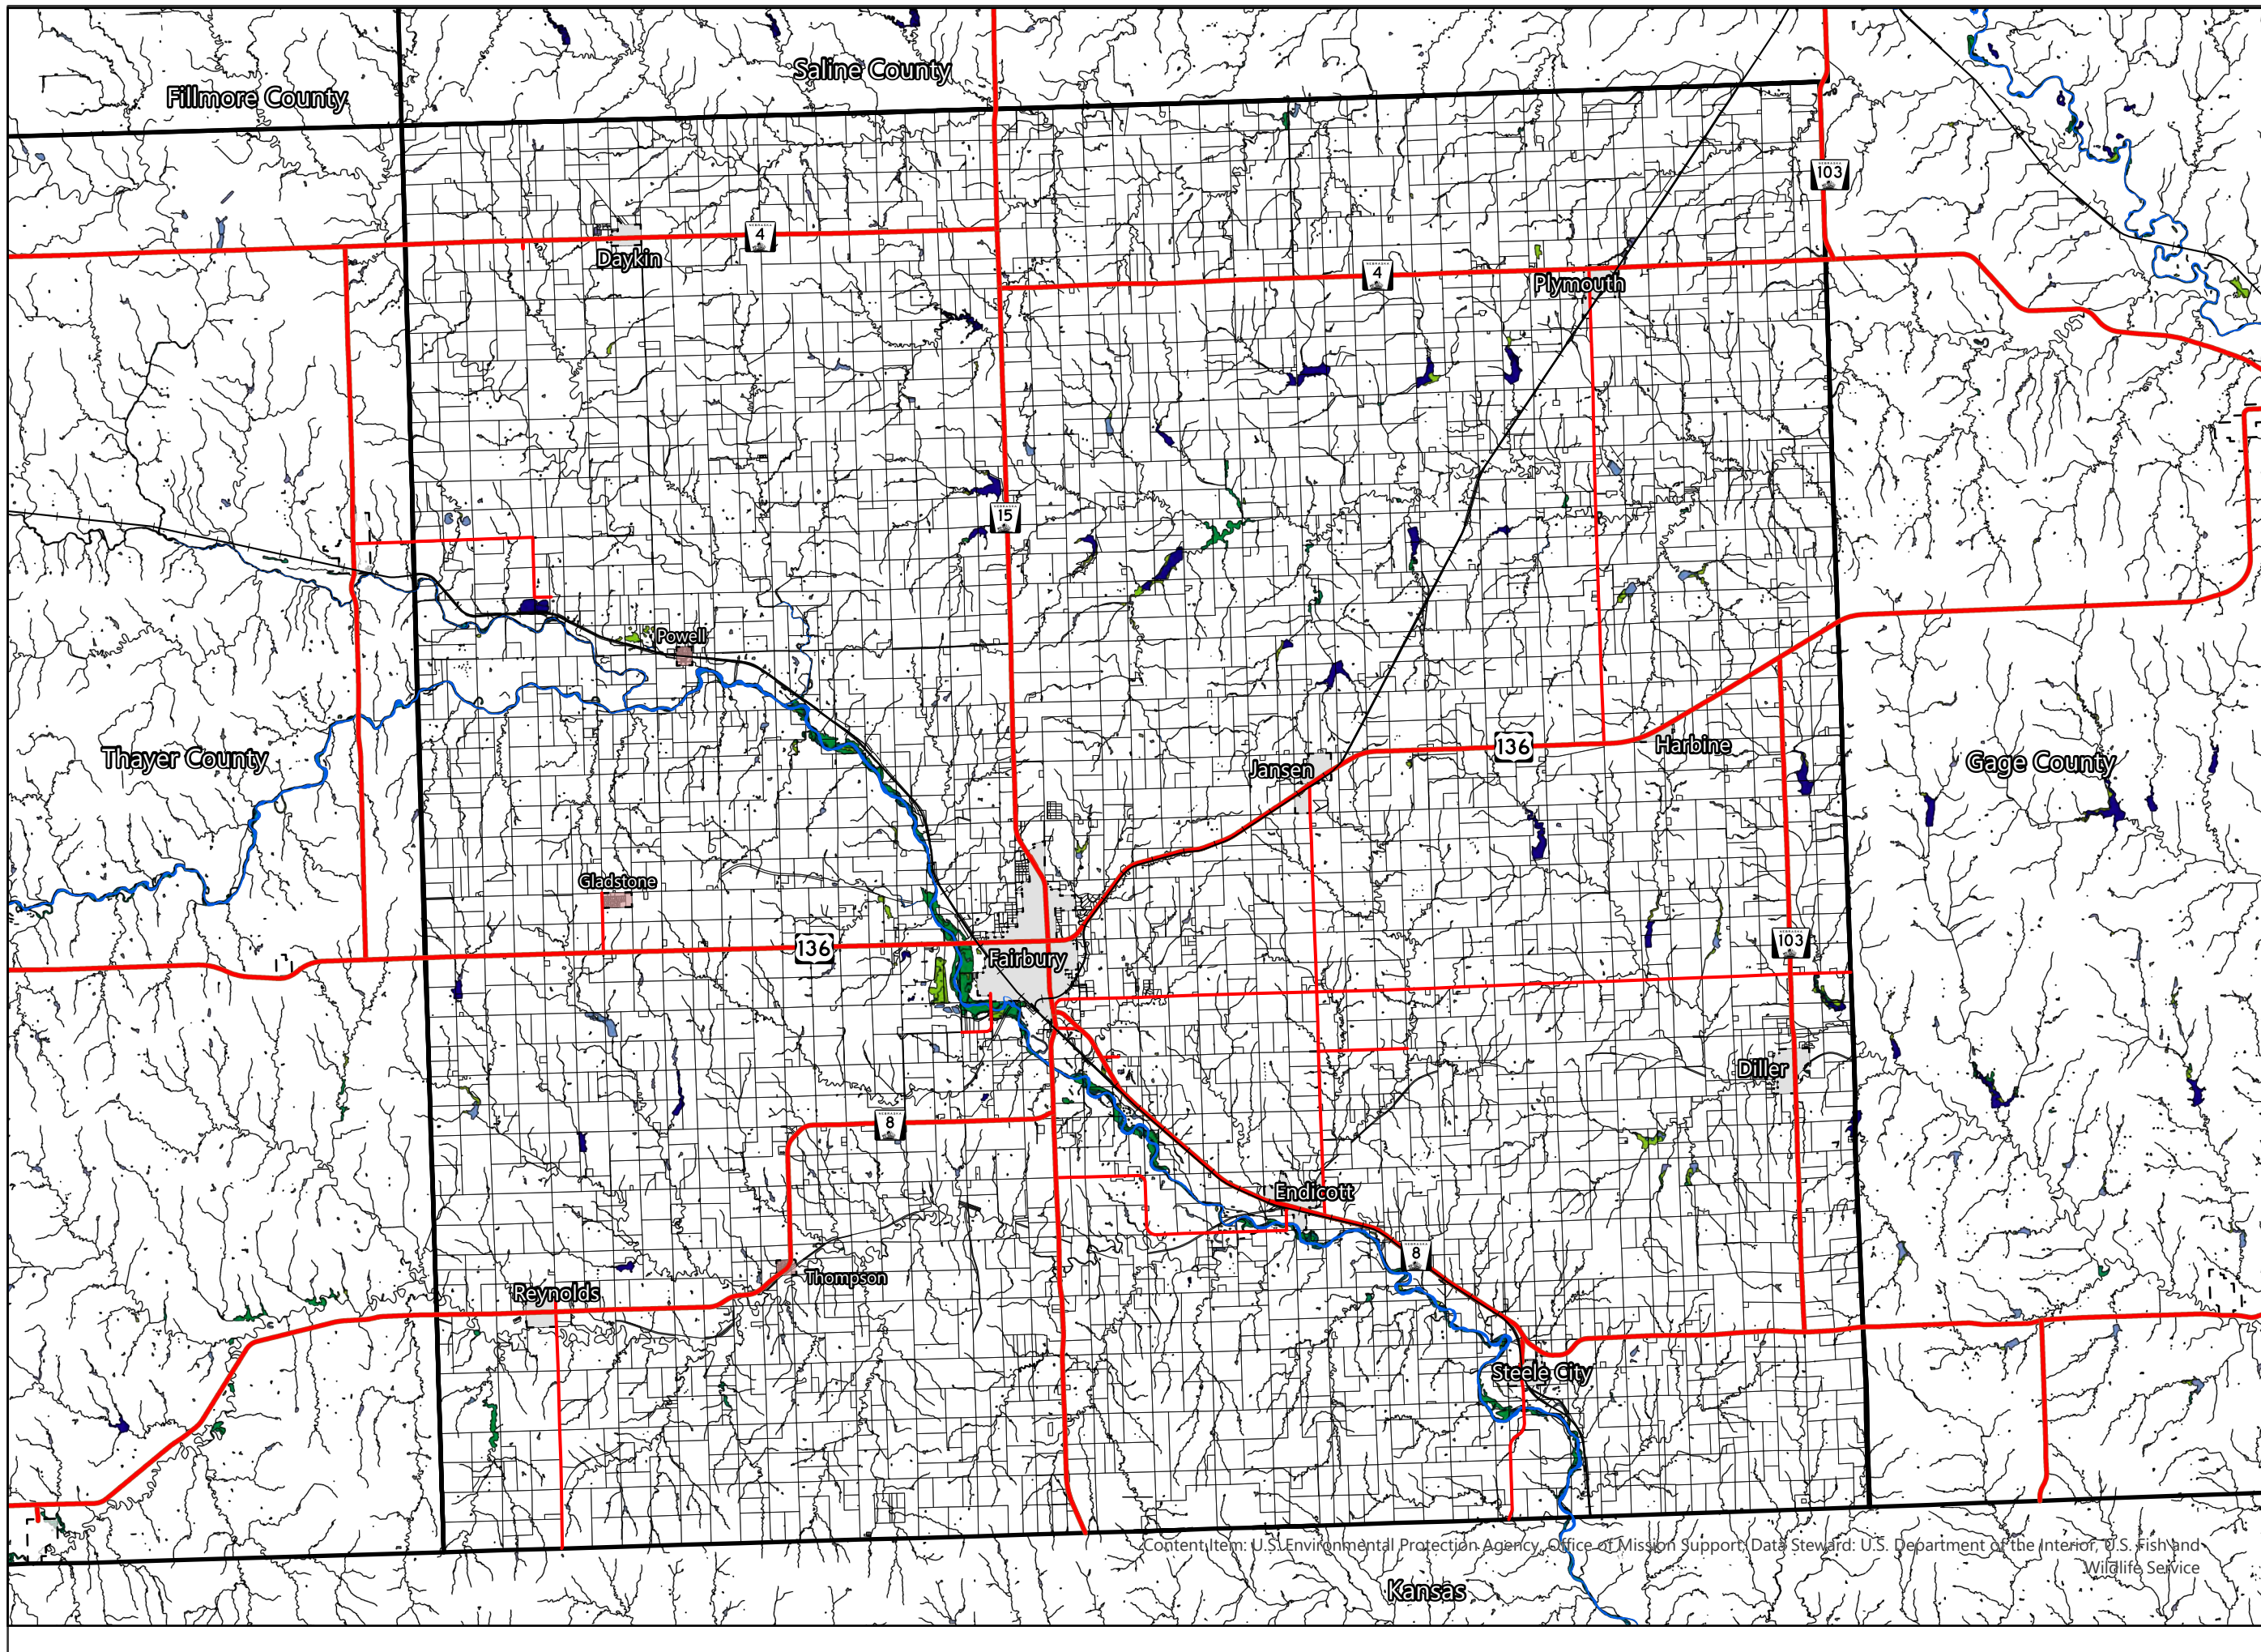 Saline County
Fillmore County
103
4
Daykin
4
Plymouth
15
Powell
136
Harbine
Thayer County
Jansen
Gage County
Gladstone
136
103
Fairbury
Diller
8
Endicott
8
Thompson
Reynolds
Steele City
Content Item: U.S. Environmental Protection Agency, Office of Mission Support; Data Steward: U.S. Department of the Interior, U.S. Fish and
Wildlife Service
Kansas